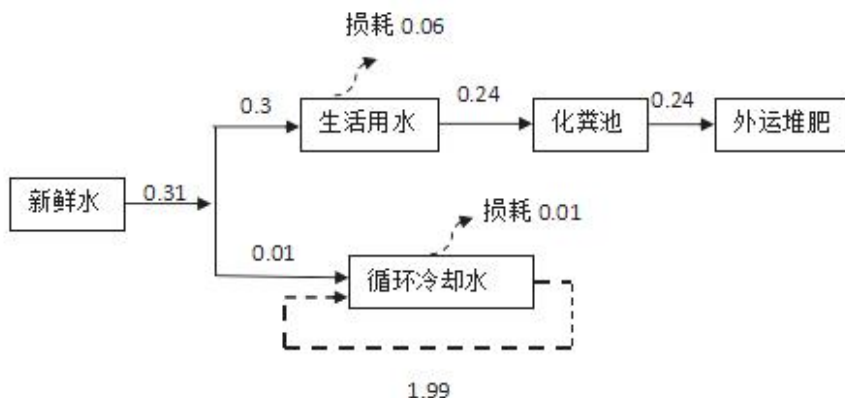 损耗 0.06
0.3
生活用水
0.24
化粪池
0.24
外运堆肥
新鲜水
0.31
损耗 0.01
0.01
循环冷却水
1.99